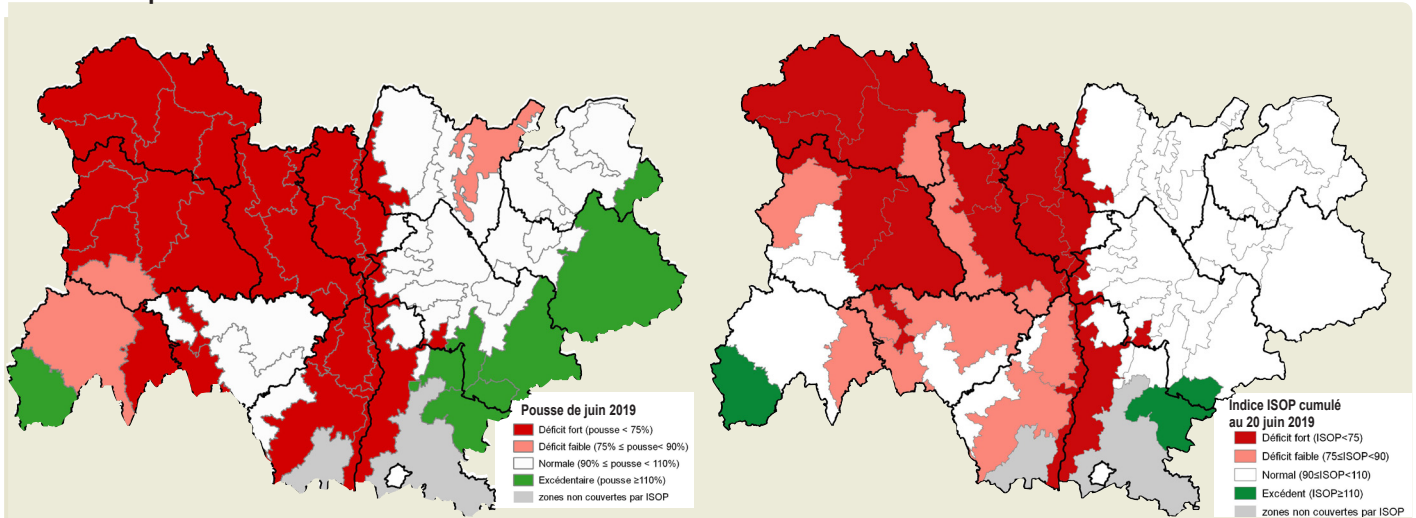 Pousse de juin 2019
Déficit fort (pousse < 75%)
Déficit faible (75% ≤ pousse< 90%)
Normale (90% ≤ pousse < 110%)
Excédentaire (pousse ≥110%)
zones non couvertes par ISOP
Indice ISOP cumulé
au 20 juin 2019
Déficit fort (ISOP<75)
Déficit faible (75≤ISOP<90)
Normal (90≤ISOP<110)
Excédent (ISOP≥110)
zones non couvertes par ISOP